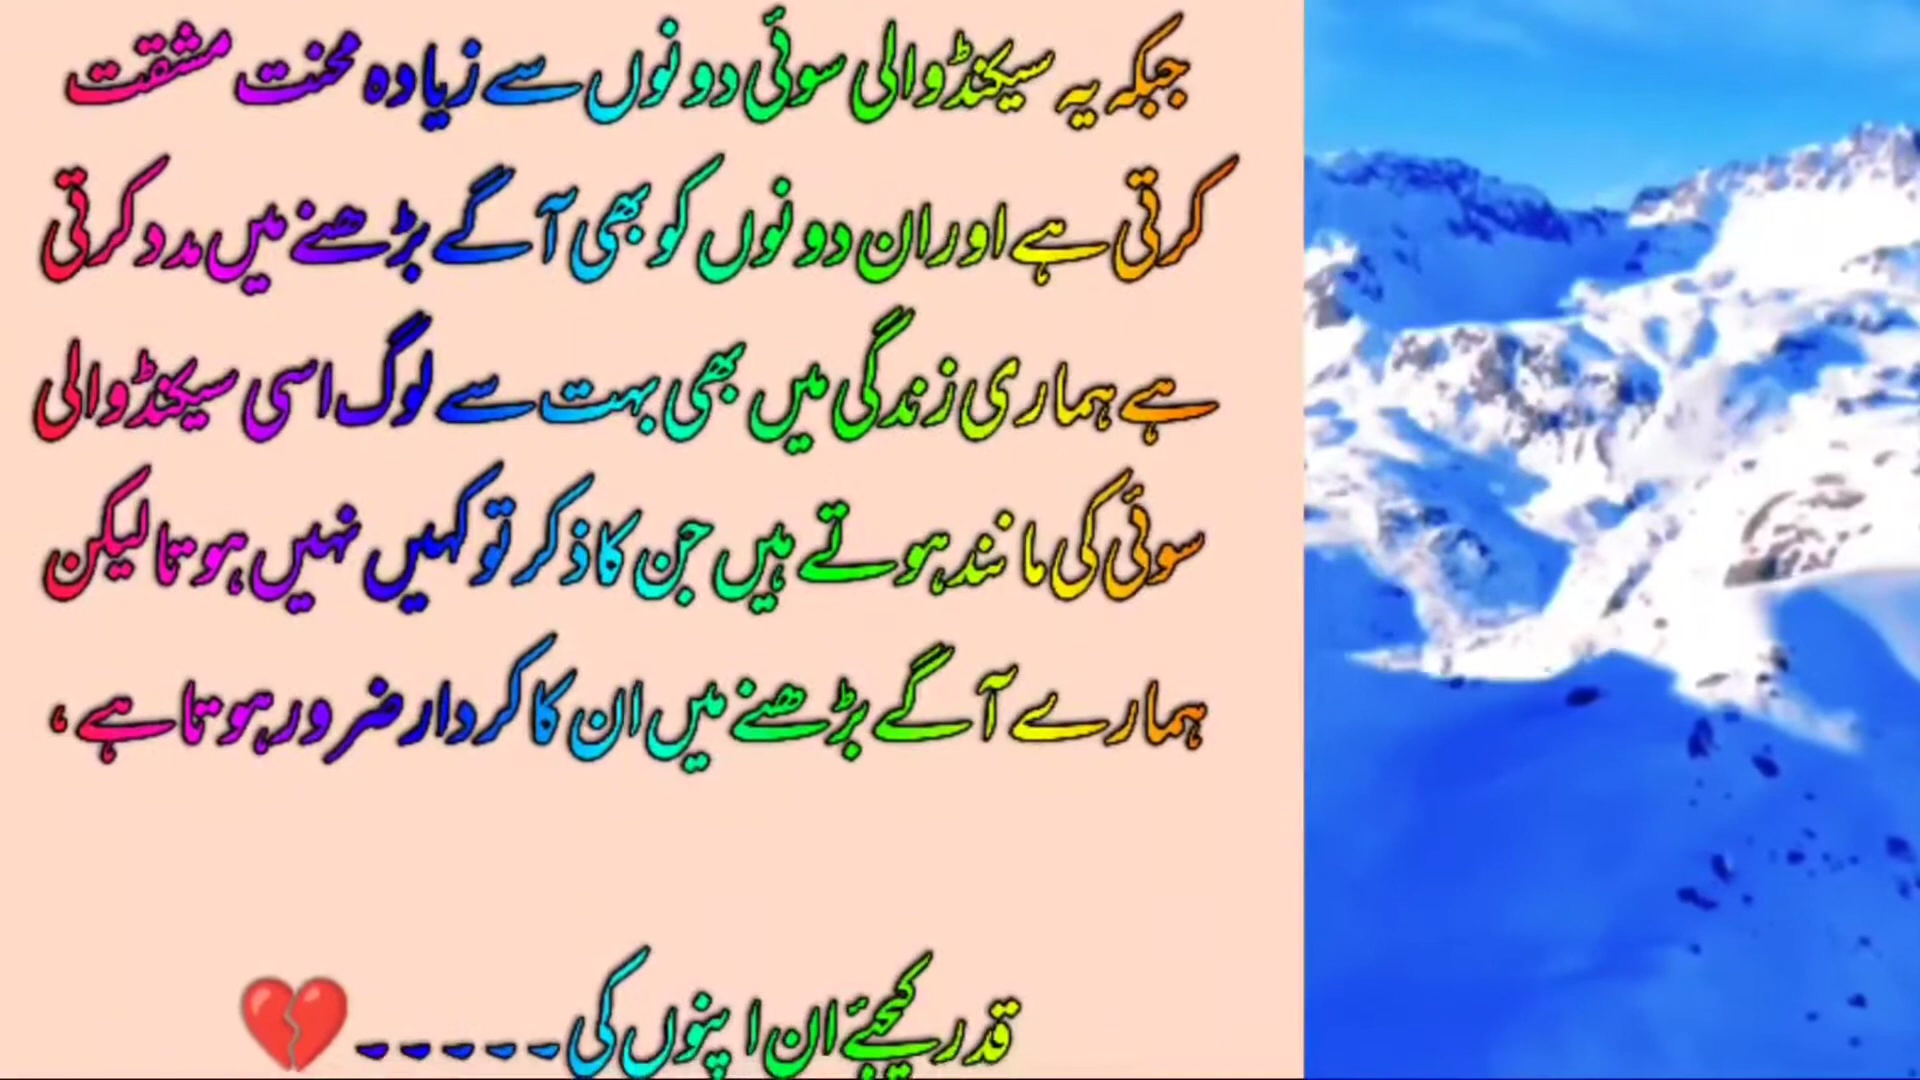 جبکہ یہ سیکنڈ والی سوئی دونوں سے زیادہ محنت مشقت
کرتی ہے اور ان دونوں کو بھی آگے بڑھنے میں مدد کرتی
ہے ہماری زندگی میں بھی بہت سے لوگ اسی سیکنڈ والی
سوئی کی مانند ہوتے ہیں جن کا ذکر تو کہیں نہیں ہوتا لیکن
ہمارے آگے بڑھنے میں ان کا کردار ضرور ہوتا ہے ،
قدر کیجئے ان اپنوں کی ۔۔۔۔۔ 💔